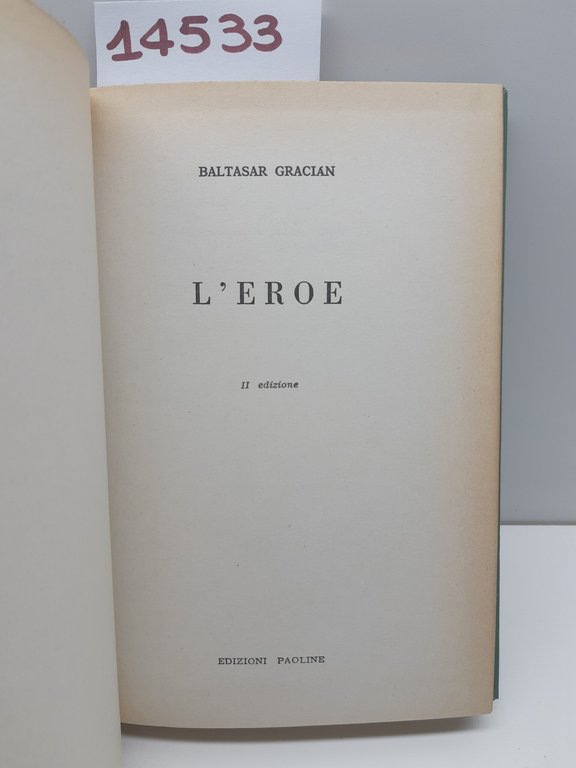 14533
BALTASAR GRACIAN
L'EROE
II edizione
EDIZIONI PAOLINE